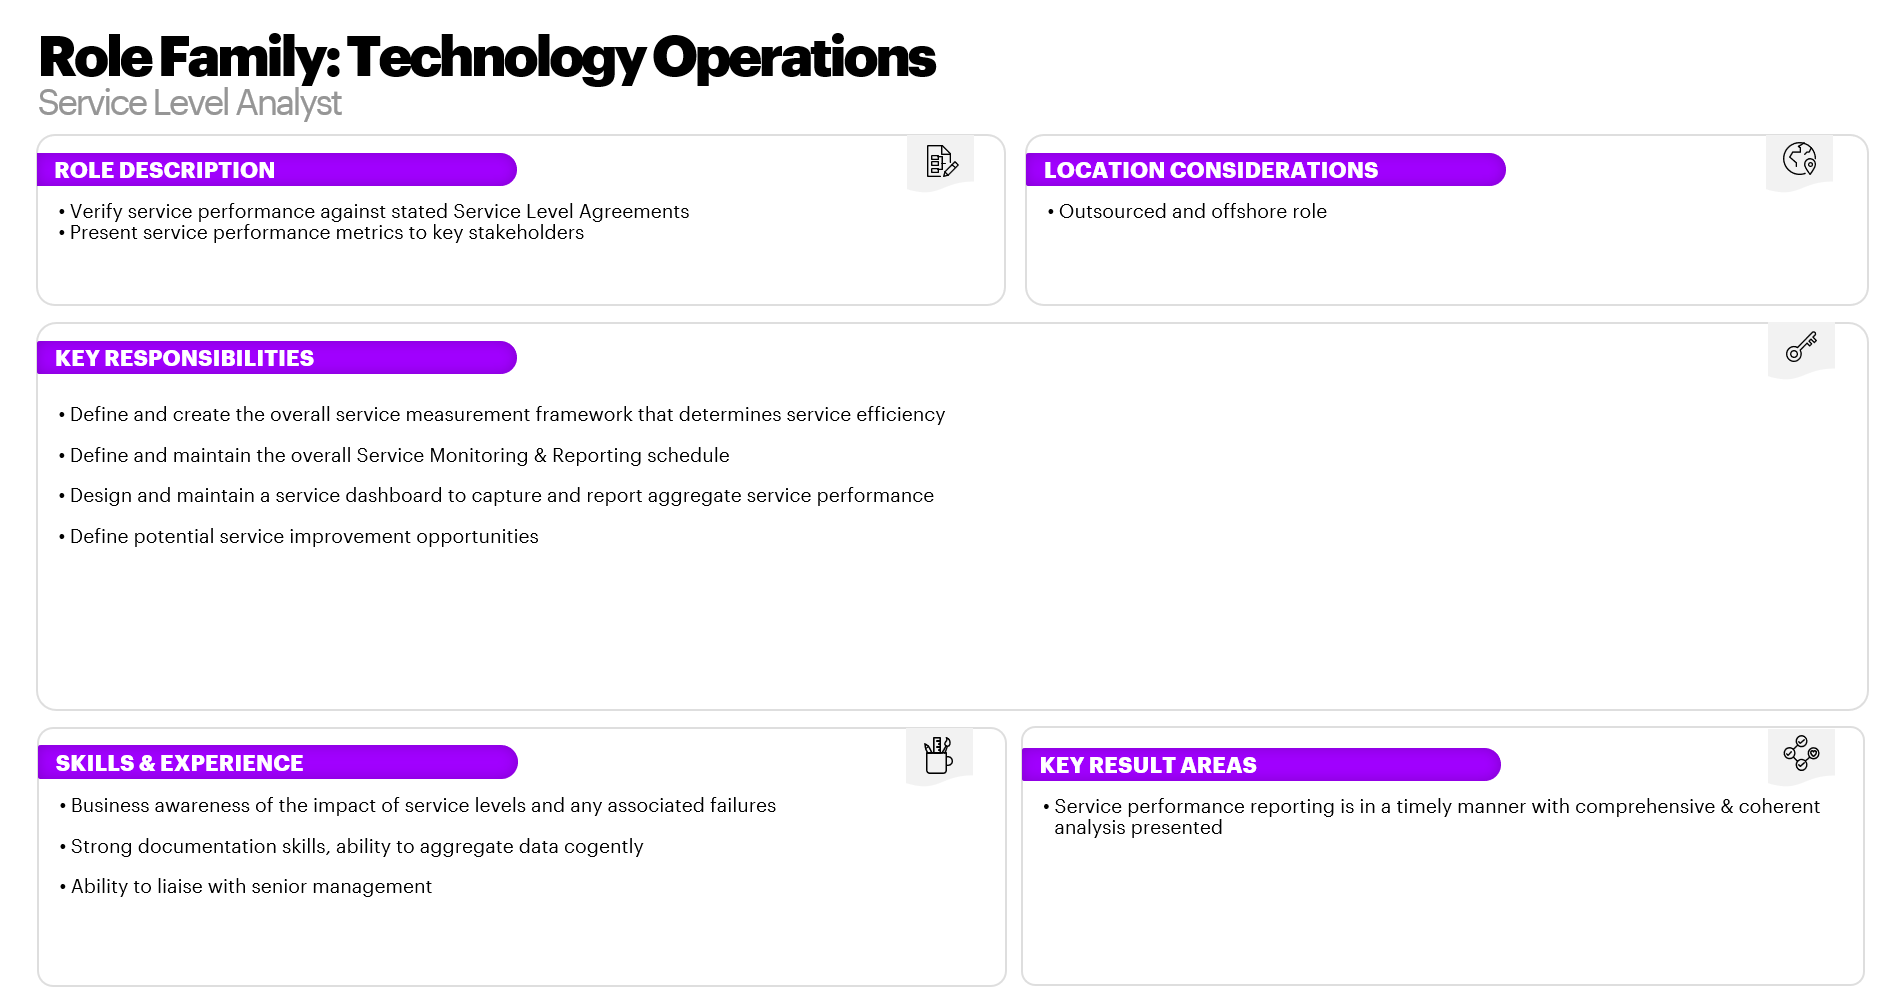 Role Family: Technology Operations
Service Level Analyst
ROLE DESCRIPTION
• Verify service performance against stated Service Level Agreements
• Present service performance metrics to key stakeholders
LOCATION CONSIDERATIONS
• Outsourced and offshore role
KEY RESPONSIBILITIES
• Define and create the overall service measurement framework that determines service efficiency
• Define and maintain the overall Service Monitoring & Reporting schedule
• Design and maintain a service dashboard to capture and report aggregate service performance
• Define potential service improvement opportunities
SKILLS & EXPERIENCE
• Business awareness of the impact of service levels and any associated failures
• Strong documentation skills, ability to aggregate data cogently
• Ability to liaise with senior management
KEY RESULT AREAS
• Service performance reporting is in a timely manner with comprehensive & coherent
analysis presented